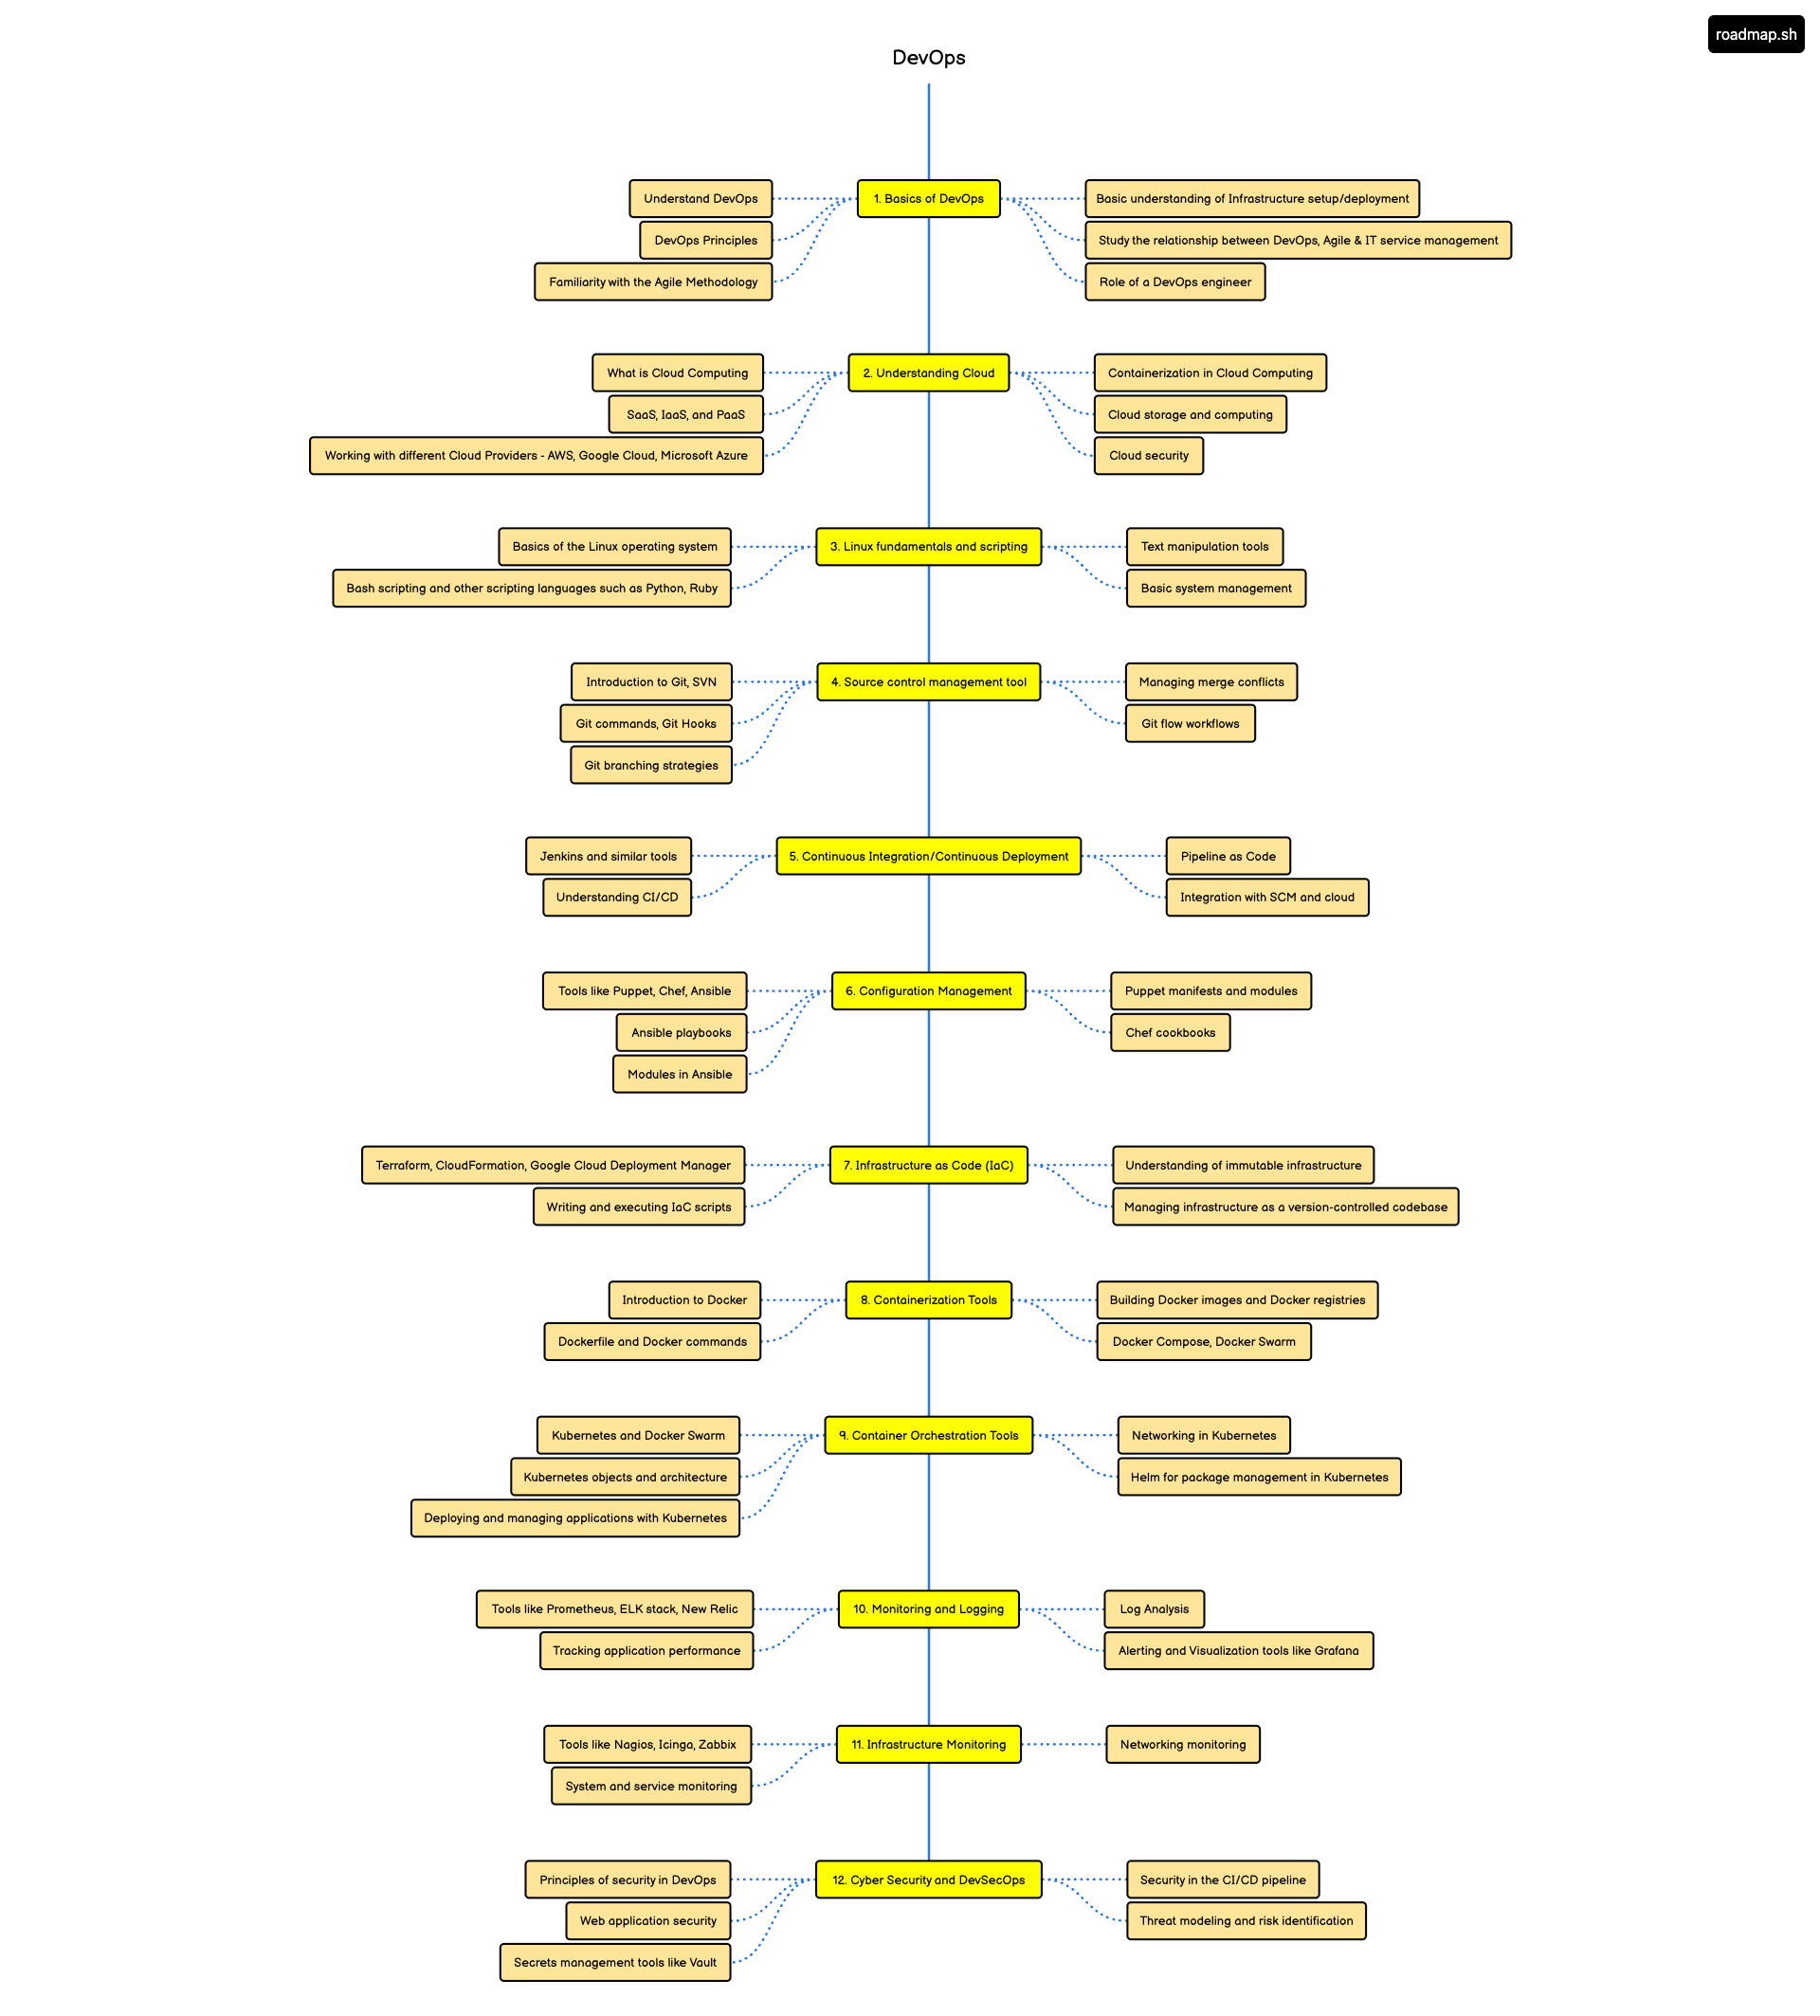 roadmap.sh
DevOps
1. Basics of DevOps
Understand DevOps
DevOps Principles
Familiarity with the Agile Methodology
Basic understanding of Infrastructure setup/deployment
Study the relationship between DevOps, Agile & IT service management
Role of a DevOps engineer
2. Understanding Cloud
What is Cloud Computing
SaaS, IaaS, and PaaS
Working with different Cloud Providers - AWS, Google Cloud, Microsoft Azure
Containerization in Cloud Computing
Cloud storage and computing
Cloud security
3. Linux fundamentals and scripting
Basics of the Linux operating system
Bash scripting and other scripting languages such as Python, Ruby
Text manipulation tools
Basic system management
4. Source control management tool
Introduction to Git, SVN
Git commands, Git Hooks
Git branching strategies
Managing merge conflicts
Git flow workflows
5. Continuous Integration/Continuous Deployment
Jenkins and similar tools
Understanding CI/CD
Pipeline as Code
Integration with SCM and cloud
6. Configuration Management
Tools like Puppet, Chef, Ansible
Ansible playbooks
Modules in Ansible
Puppet manifests and modules
Chef cookbooks
7. Infrastructure as Code (IaC)
Terraform, CloudFormation, Google Cloud Deployment Manager
Writing and executing IaC scripts
Understanding of immutable infrastructure
Managing infrastructure as a version-controlled codebase
8. Containerization Tools
Introduction to Docker
Dockerfile and Docker commands
Building Docker images and Docker registries
Docker Compose, Docker Swarm
9. Container Orchestration Tools
Kubernetes and Docker Swarm
Kubernetes objects and architecture
Deploying and managing applications with Kubernetes
Networking in Kubernetes
Helm for package management in Kubernetes
10. Monitoring and Logging
Tools like Prometheus, ELK stack, New Relic
Tracking application performance
Log Analysis
Alerting and Visualization tools like Grafana
11. Infrastructure Monitoring
Tools like Nagios, Icinga, Zabbix
System and service monitoring
Networking monitoring
12. Cyber Security and DevSecOps
Principles of security in DevOps
Web application security
Secrets management tools like Vault
Security in the CI/CD pipeline
Threat modeling and risk identification